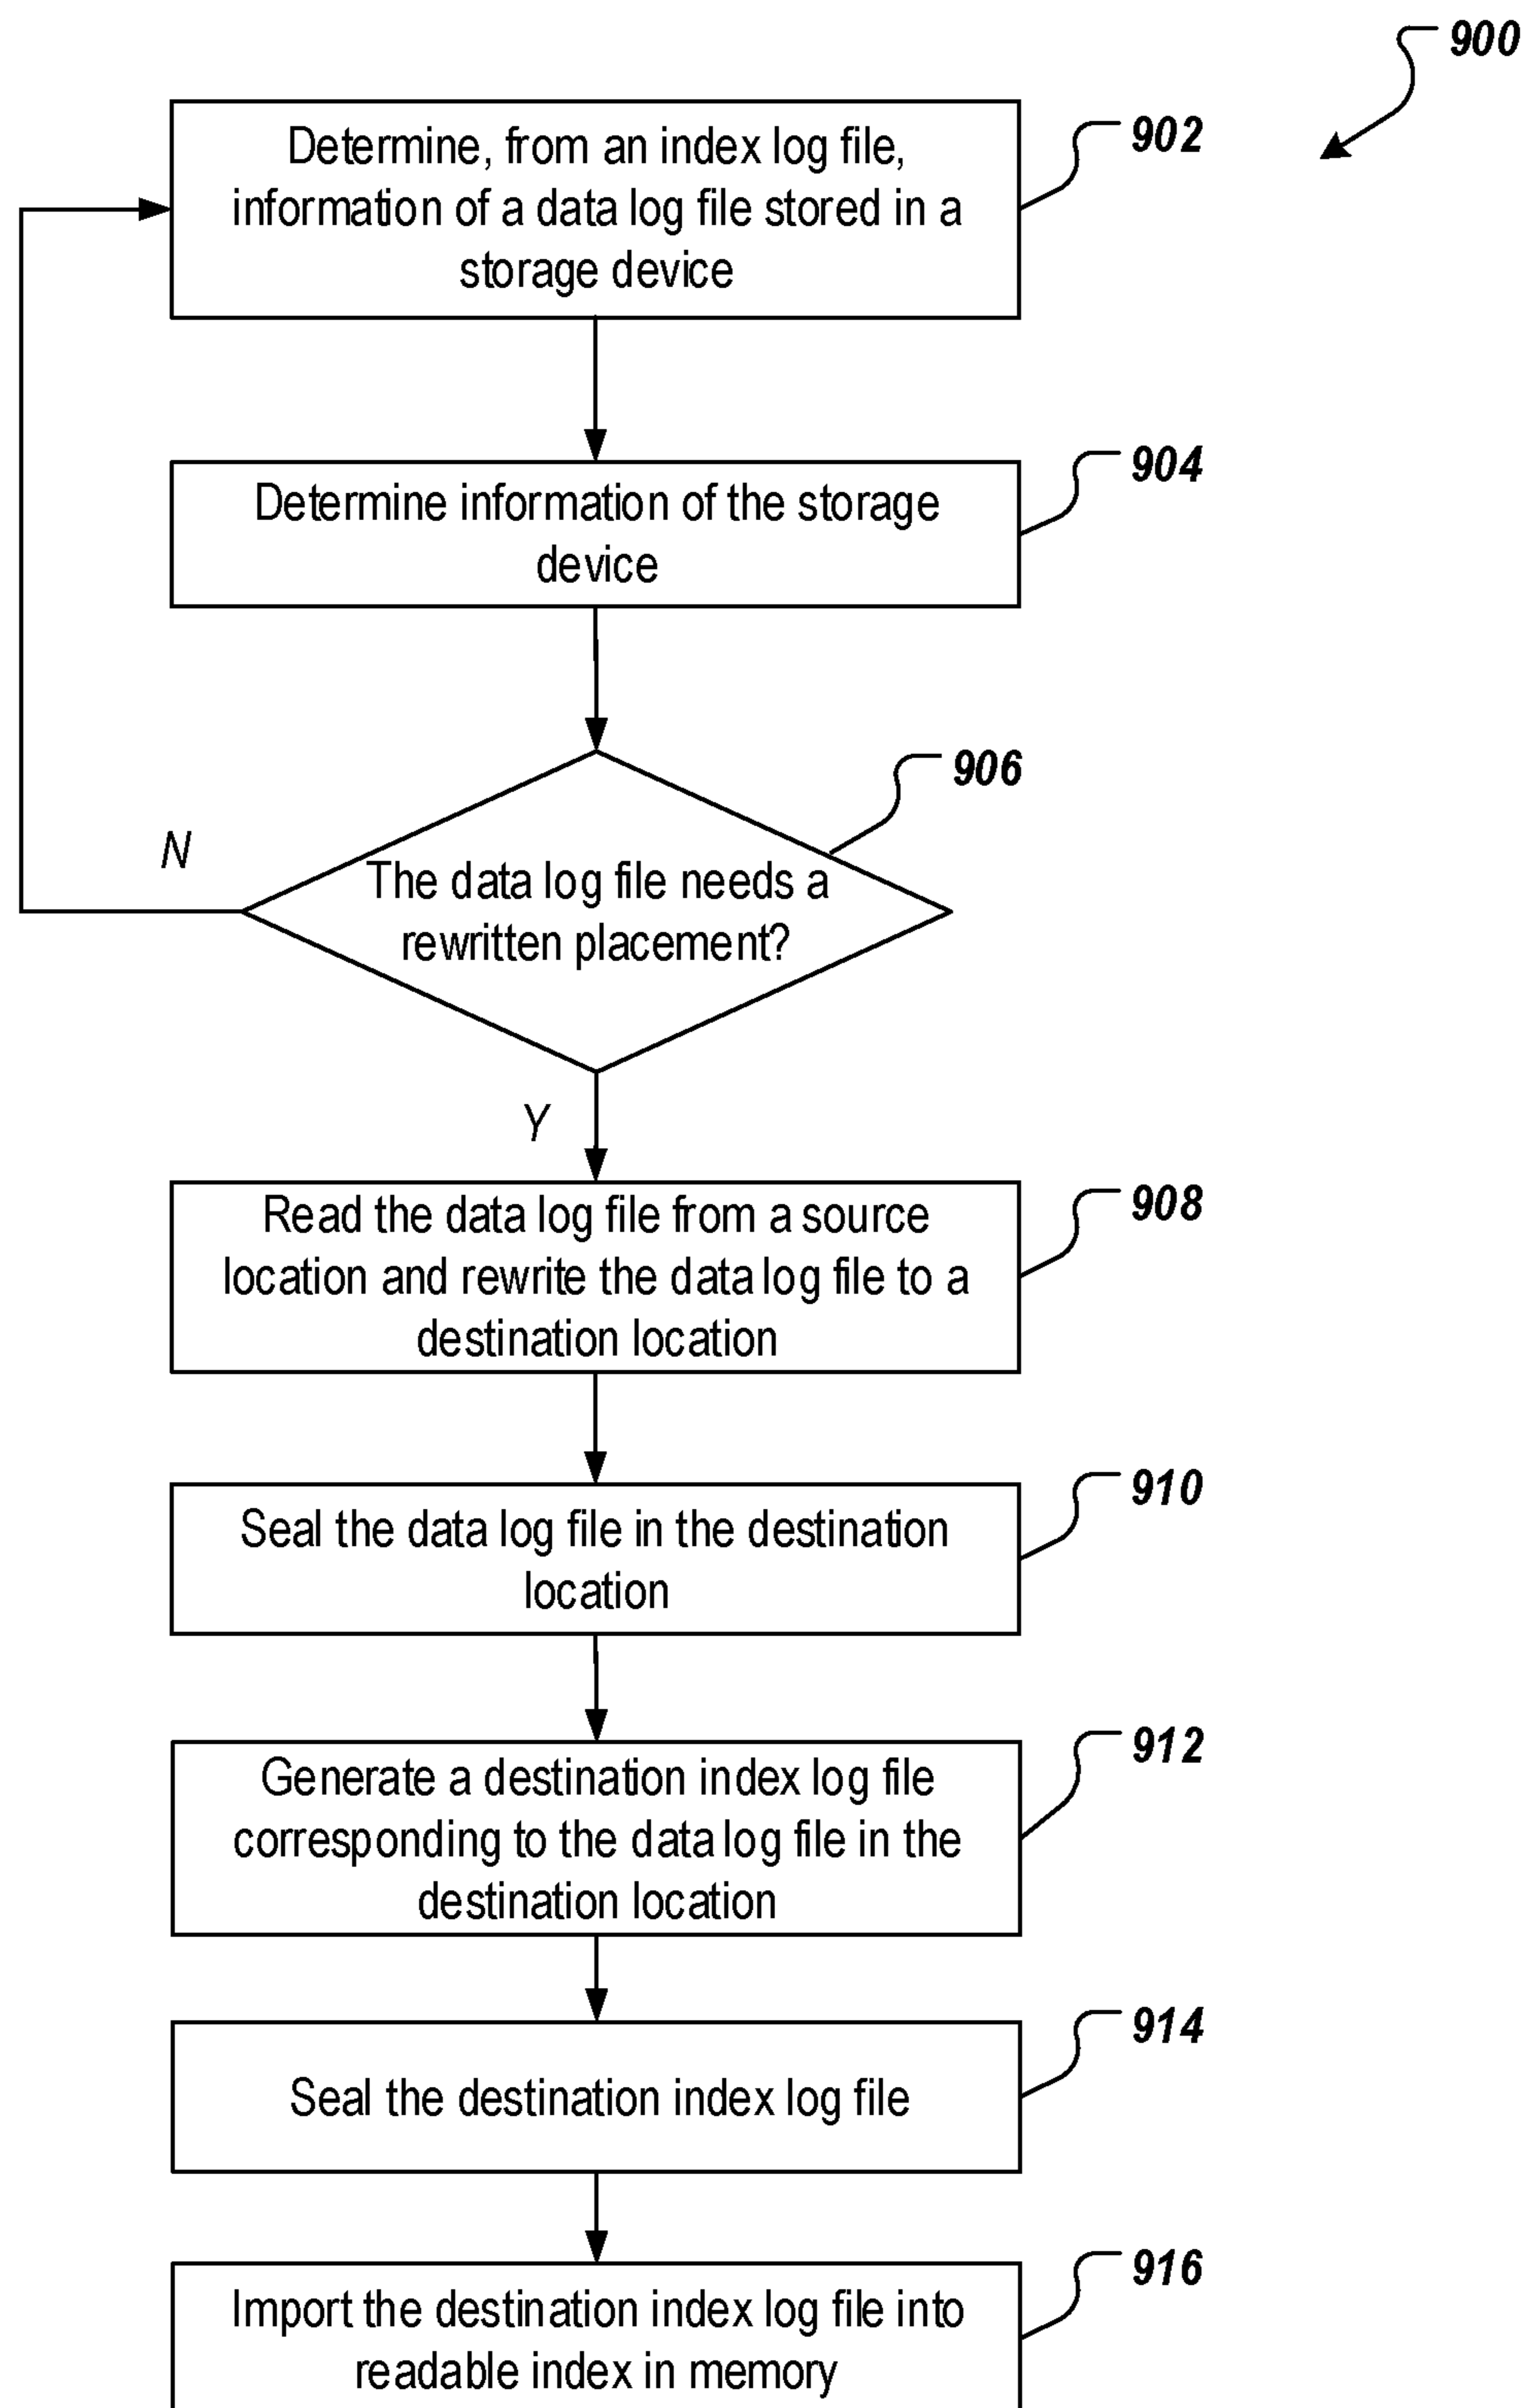 900
Determine, from an index log file,
information of a data log file stored in a
storage device
902
Determine information of the storage
device
904
The data log file needs a
rewritten placement?
906
N
Y
Read the data log file from a source
location and rewrite the data log file to a
destination location
908
Seal the data log file in the destination
location
910
Generate a destination index log file
corresponding to the data log file in the
destination location
912
Seal the destination index log file
914
Import the destination index log file into
readable index in memory
916